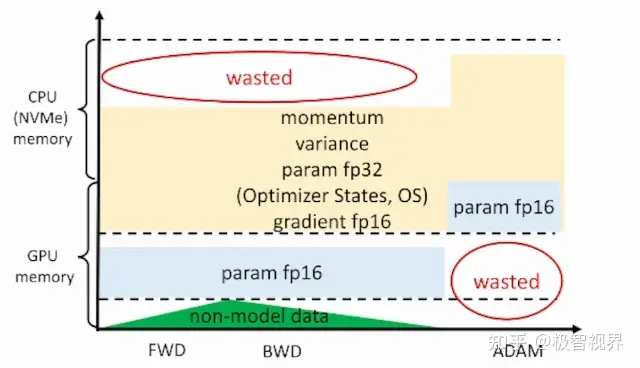 wasted
CPU
(NVMe)
memory
momentum
variance
param fp32
(Optimizer States, OS)
gradient fp16
param fp16
GPU
memory
param fp16
wasted
non-model data
FWD
BWD
ADAM
知乎 @极智视界